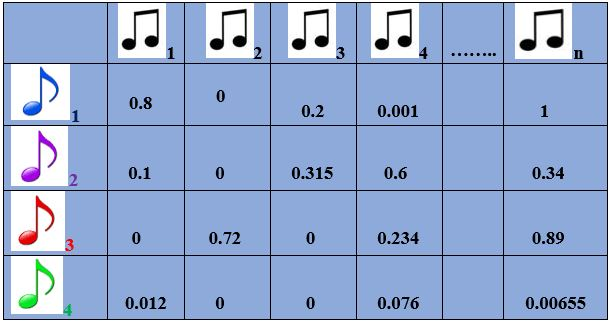 1 2 3 4 …….. n
1 0.8 0 0.2 0.001 1
2 0.1 0 0.315 0.6 0.34
3 0 0.72 0 0.234 0.89
4 0.012 0 0 0.076 0.00655